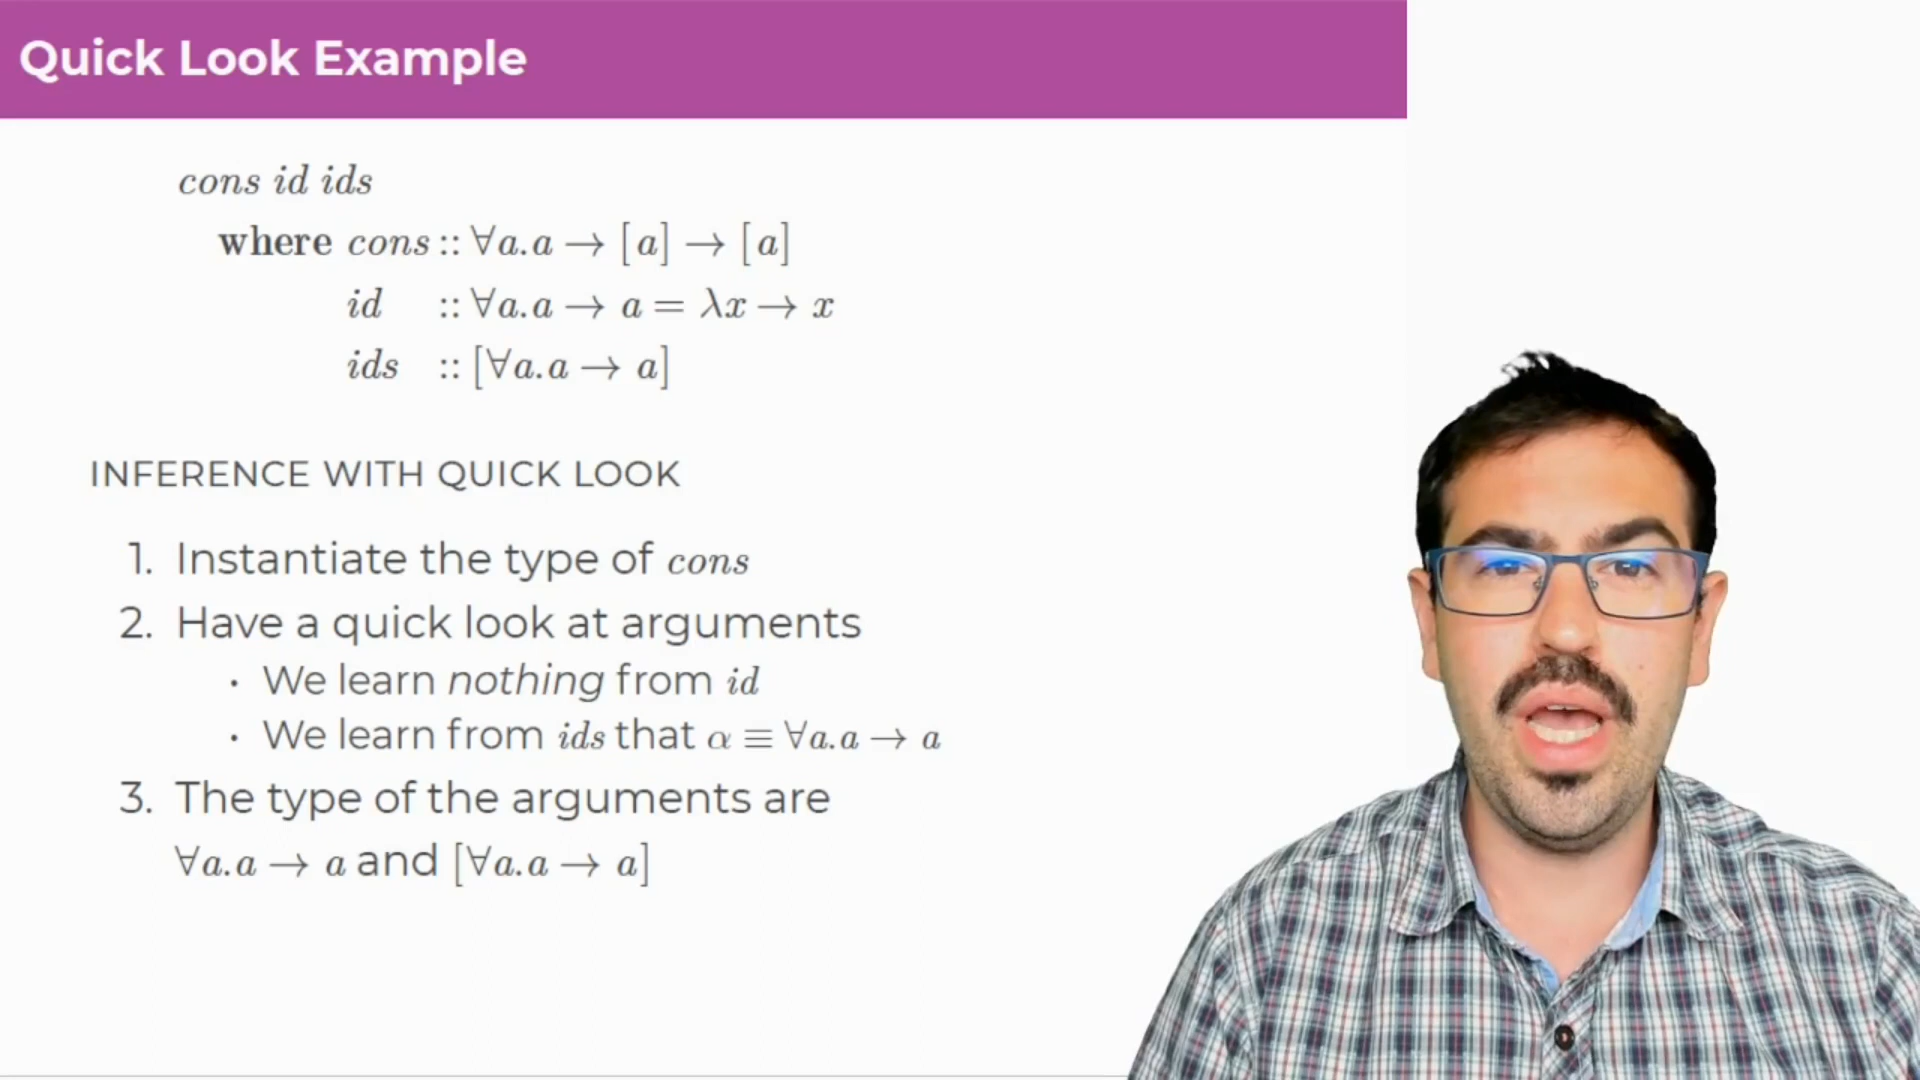 Quick Look Example
cons id ids
where cons :: ∀a.a → [a] → [a]
id :: ∀a.a → a = λx → x
ids :: [∀a.a → a]
INFERENCE WITH QUICK LOOK
1. Instantiate the type of cons
2. Have a quick look at arguments
· We learn nothing from id
· We learn from ids that α ≡ ∀a.a → a
3. The type of the arguments are
∀a.a → a and [∀a.a → a]